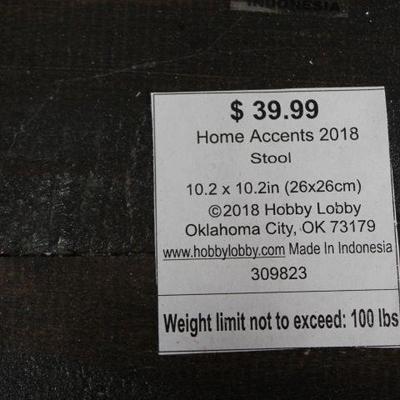 INDONESIA
$ 39.99
Home Accents 2018
Stool
10.2 x 10.2in (26x26cm)
©2018 Hobby Lobby
Oklahoma City, OK 73179
www.hobbylobby.com Made In Indonesia
309823
Weight limit not to exceed: 100 lbs